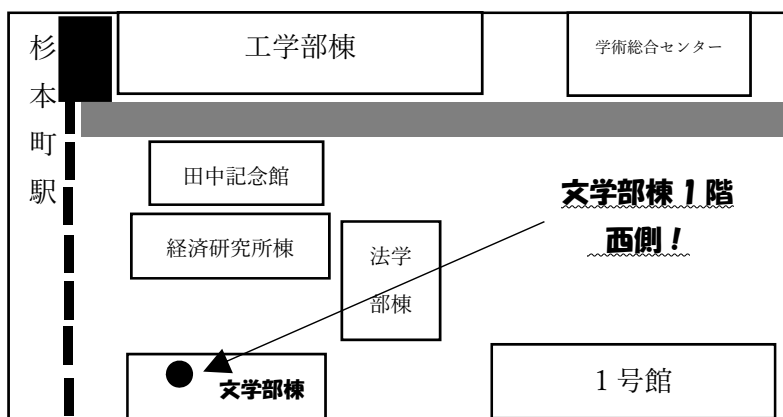 杉本町駅
工学部棟
学術総合センター
田中記念館
文学部棟 1 階
西側！
経済研究所棟
法学
部棟
文学部棟
1 号館